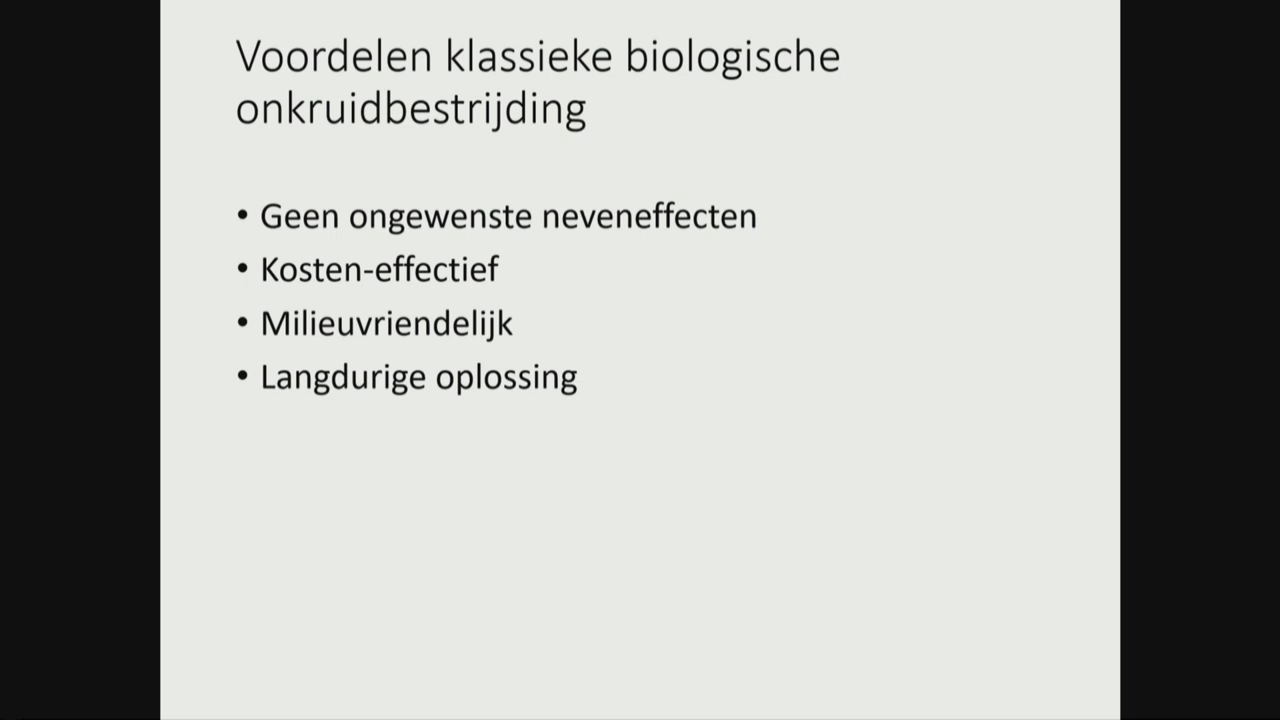 Voordelen klassieke biologische
onkruidbestrijding
• Geen ongewenste neveneffecten
• Kosten-effectief
• Milieuvriendelijk
• Langdurige oplossing